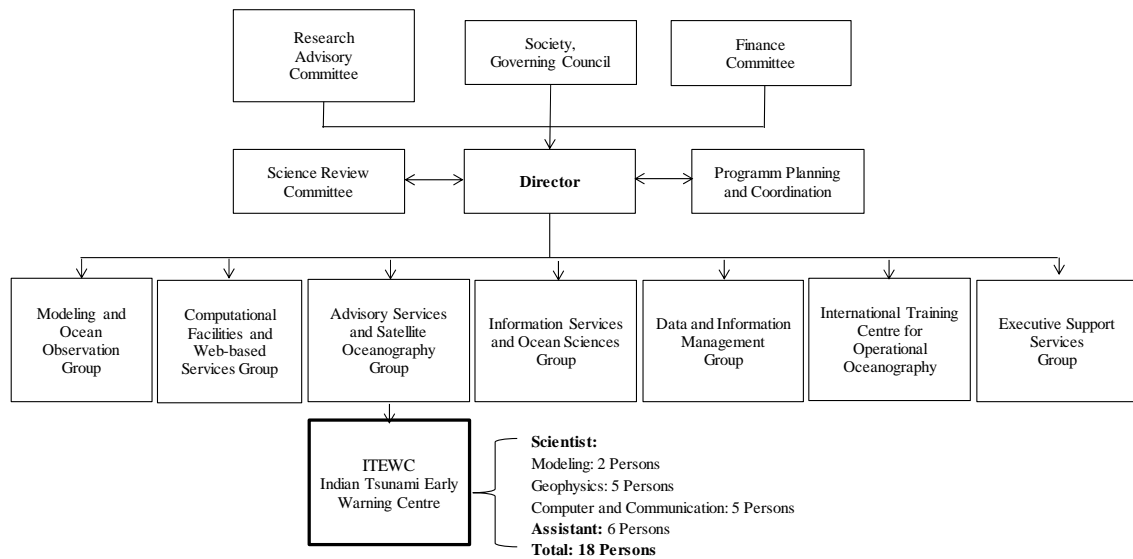 Research
Advisory
Committee
Society,
Governing Council
Finance
Committee
Science Review
Committee
Director
Programm Planning
and Coordination
Modeling and
Ocean
Observation
Group
Computational
Facilities and
Web-based
Services Group
Advisory Services
and Satellite
Oceanography
Group
Information Services
and Ocean Sciences
Group
Data and Information
Management
Group
International Training
Centre for
Operational
Oceanography
Executive Support
Services
Group
ITEWC
Indian Tsunami Early
Warning Centre
Scientist:
Modeling: 2 Persons
Geophysics: 5 Persons
Computer and Communication: 5 Persons
Assistant: 6 Persons
Total: 18 Persons